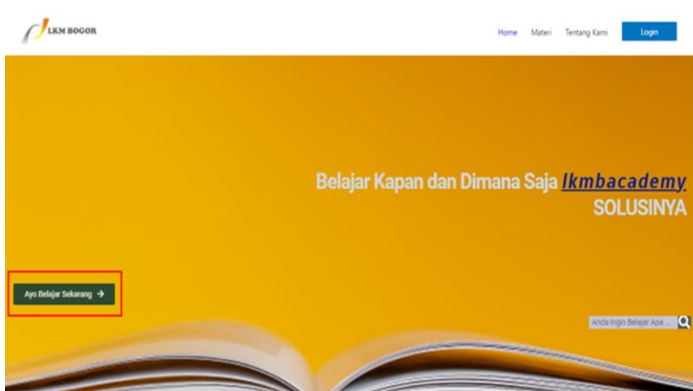 LKM BOGOR
Home Materi Tentang Kami Login
Belajar Kapan dan Dimana Saja lkmbacademy
SOLUSINYA
Ayo Belajar Sekarang →
Anda Ingin Belajar Apa...